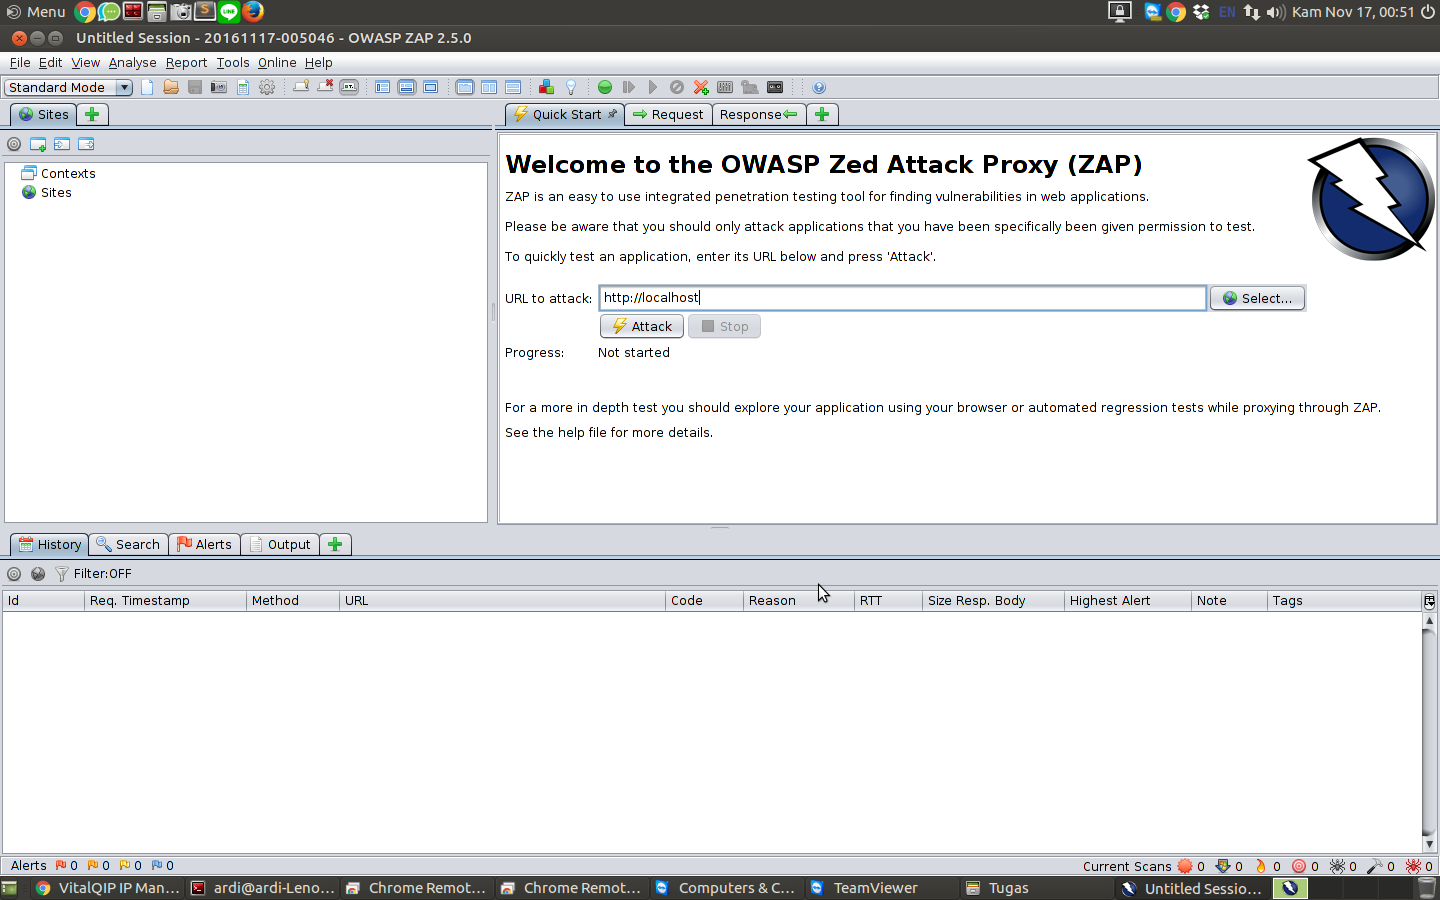 Menu
EN
Kam Nov 17, 00:51
Untitled Session - 20161117-005046 - OWASP ZAP 2.5.0
File Edit View Analyse Report Tools Online Help
Standard Mode
Sites
Quick Start
Request
Response
Contexts
Sites
Welcome to the OWASP Zed Attack Proxy (ZAP)
ZAP is an easy to use integrated penetration testing tool for finding vulnerabilities in web applications.
Please be aware that you should only attack applications that you have been specifically been given permission to test.
To quickly test an application, enter its URL below and press 'Attack'.
URL to attack: http://localhost Select...
Attack Stop
Progress: Not started
For a more in depth test you should explore your application using your browser or automated regression tests while proxying through ZAP.
See the help file for more details.
History Search Alerts Output
Filter:OFF
Id Req. Timestamp Method URL Code Reason RTT Size Resp. Body Highest Alert Note Tags
Alerts 0 0 0 0 Current Scans 0 0 0 0 0 0 0
VitalQIP IP Man... ardi@ardi-Leno... Chrome Remot... Chrome Remot... Computers & C... TeamViewer Tugas Untitled Sessio...